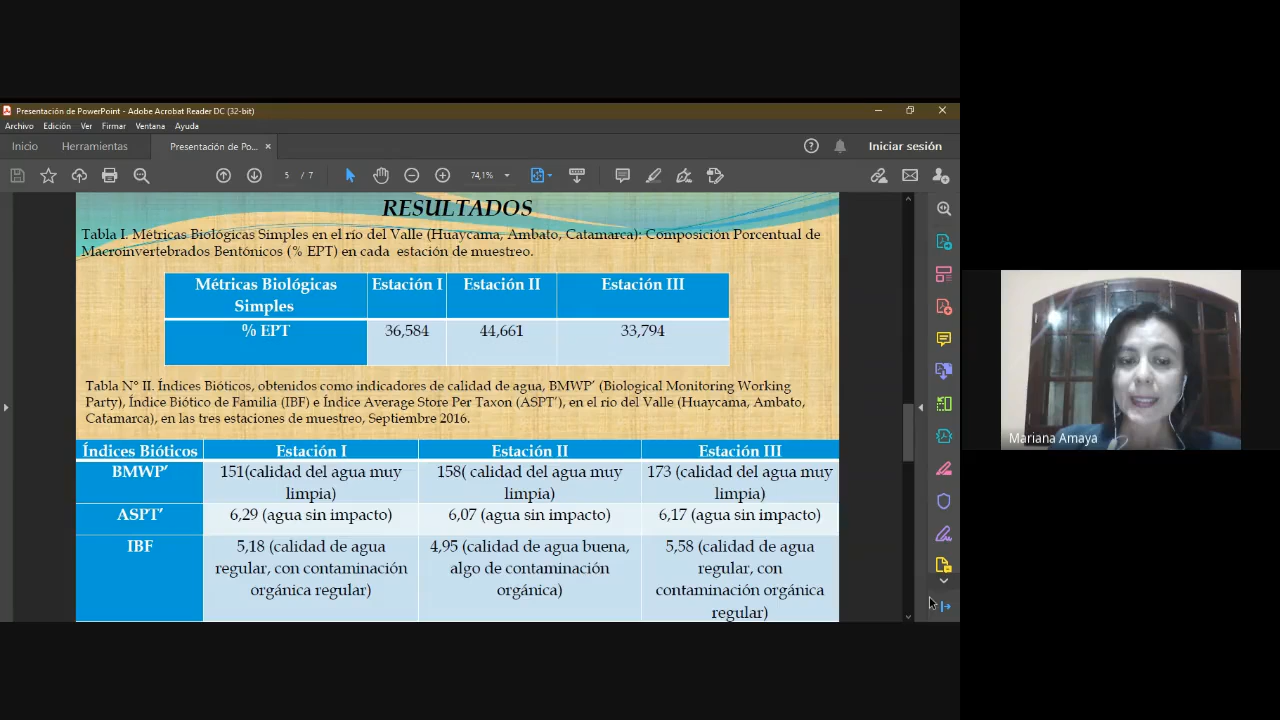 Presentación de PowerPoint - Adobe Acrobat Reader DC (32-bit)
Archivo Edición Ver Firmar Ventana Ayuda
Inicio Herramientas Presentación de Po... × Iniciar sesión
5 / 7 74,1%
RESULTADOS
Tabla I. Métricas Biológicas Simples en el río del Valle (Huaycama, Ambato, Catamarca): Composición Porcentual de
Macroinvertebrados Bentónicos (% EPT) en cada estación de muestreo.
Métricas Biológicas Estación I Estación II Estación III
Simples
% EPT 36,584 44,661 33,794
Tabla N° II. Índices Bióticos, obtenidos como indicadores de calidad de agua, BMWP’ (Biological Monitoring Working
Party), Índice Biótico de Familia (IBF) e Índice Average Store Per Taxon (ASPT’), en el río del Valle (Huaycama, Ambato,
Catamarca), en las tres estaciones de muestreo, Septiembre 2016.
Índices Bióticos Estación I Estación II Estación III
BMWP’ 151(calidad del agua muy 158( calidad del agua muy 173 (calidad del agua muy
limpia) limpia) limpia)
ASPT’ 6,29 (agua sin impacto) 6,07 (agua sin impacto) 6,17 (agua sin impacto)
IBF 5,18 (calidad de agua 4,95 (calidad de agua buena, 5,58 (calidad de agua
regular, con contaminación algo de contaminación regular, con
orgánica regular) orgánica) contaminación orgánica
regular)
Mariana Amaya